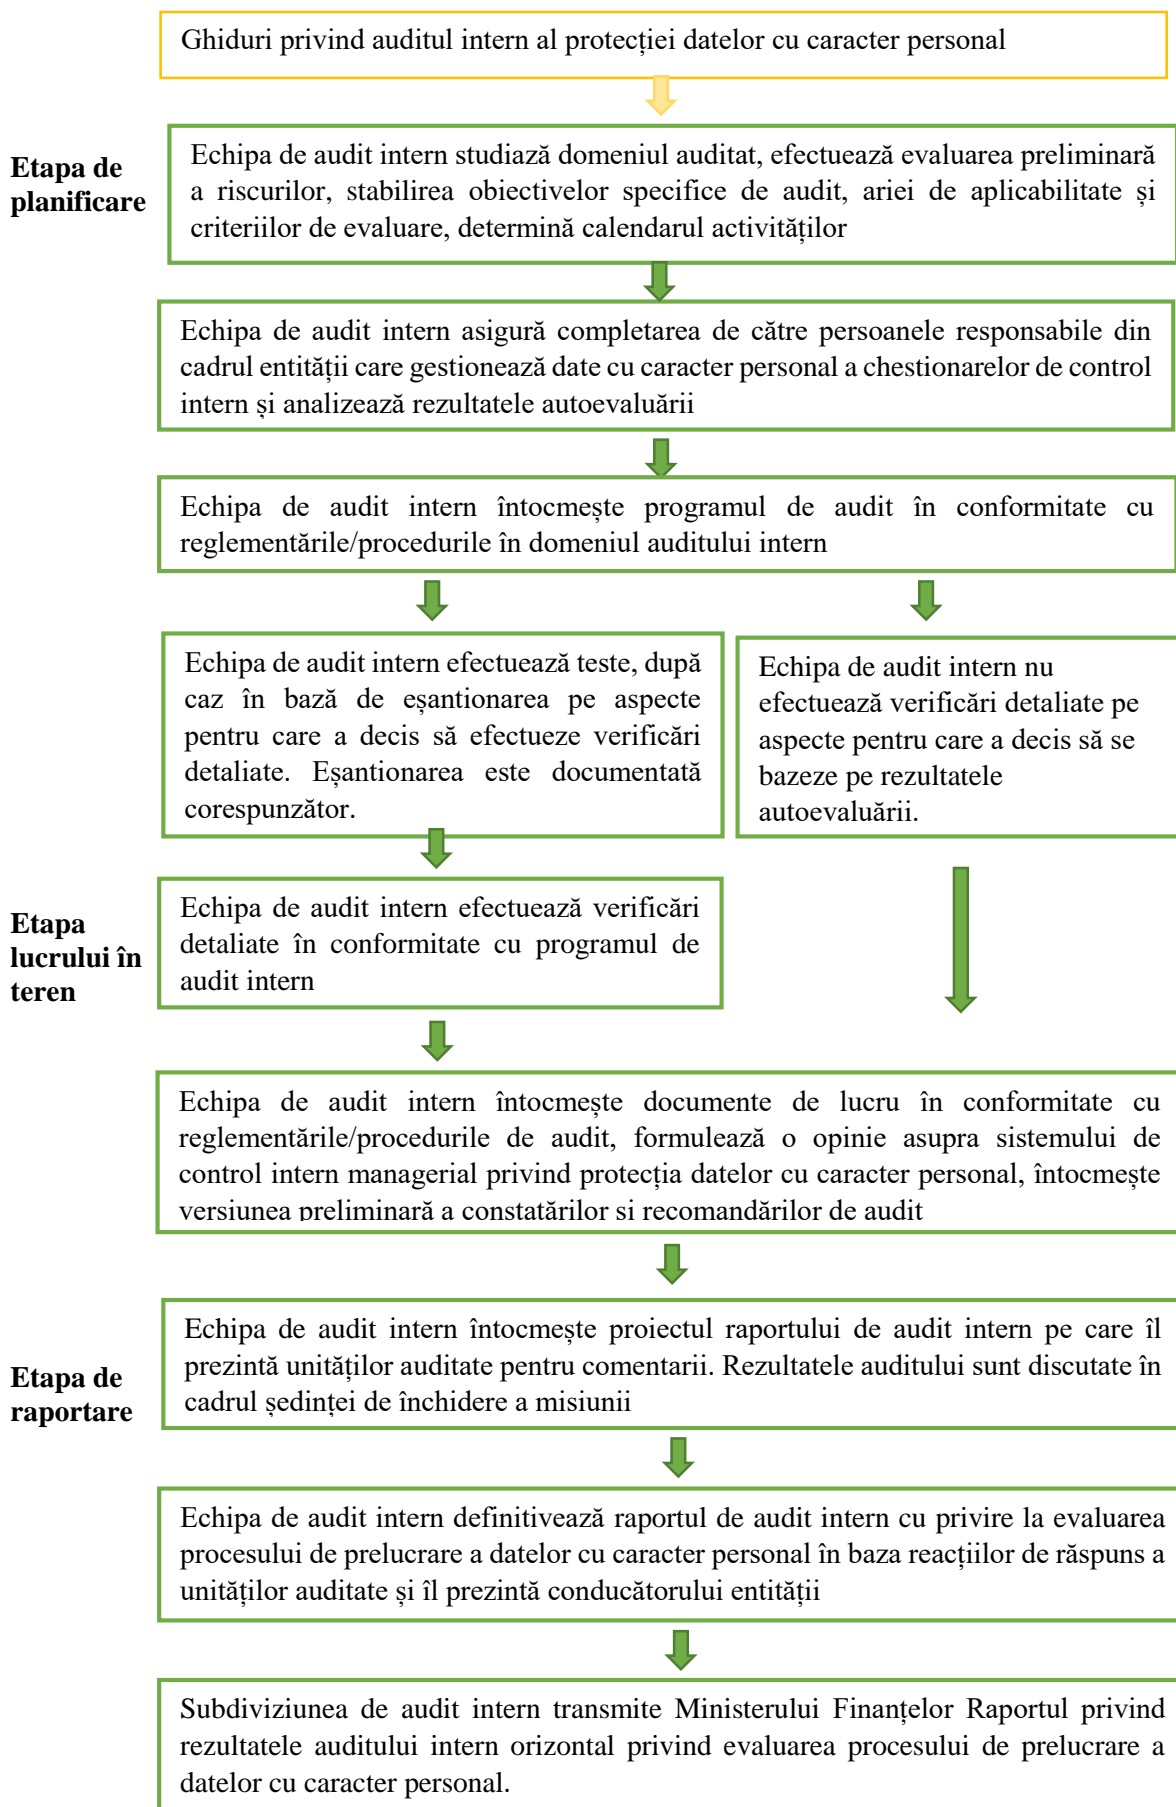 Ghiduri privind auditul intern al protecției datelor cu caracter personal
Etapa de
planificare
Echipa de audit intern studiază domeniul auditat, efectuează evaluarea preliminară
a riscurilor, stabilirea obiectivelor specifice de audit, ariei de aplicabilitate și
criteriilor de evaluare, determină calendarul activităților
Echipa de audit intern asigură completarea de către persoanele responsabile din
cadrul entității care gestionează date cu caracter personal a chestionarelor de control
intern și analizează rezultatele autoevaluării
Echipa de audit intern întocmește programul de audit în conformitate cu
reglementările/procedurile în domeniul auditului intern
Echipa de audit intern efectuează teste, după
caz în bază de eșantionarea pe aspecte
pentru care a decis să efectueze verificări
detaliate. Eșantionarea este documentată
corespunzător.
Echipa de audit intern nu
efectuează verificări detaliate pe
aspecte pentru care a decis să se
bazeze pe rezultatele
autoevaluării.
Etapa
lucrului în
teren
Echipa de audit intern efectuează verificări
detaliate în conformitate cu programul de
audit intern
Echipa de audit intern întocmește documente de lucru în conformitate cu
reglementările/procedurile de audit, formulează o opinie asupra sistemului de
control intern managerial privind protecția datelor cu caracter personal, întocmește
versiunea preliminară a constatărilor si recomandărilor de audit
Etapa de
raportare
Echipa de audit intern întocmește proiectul raportului de audit intern pe care îl
prezintă unităților auditate pentru comentarii. Rezultatele auditului sunt discutate în
cadrul ședinței de închidere a misiunii
Echipa de audit intern definitivează raportul de audit intern cu privire la evaluarea
procesului de prelucrare a datelor cu caracter personal în baza reacțiilor de răspuns a
unităților auditate și îl prezintă conducătorului entității
Subdiviziunea de audit intern transmite Ministerului Finanțelor Raportul privind
rezultatele auditului intern orizontal privind evaluarea procesului de prelucrare a
datelor cu caracter personal.